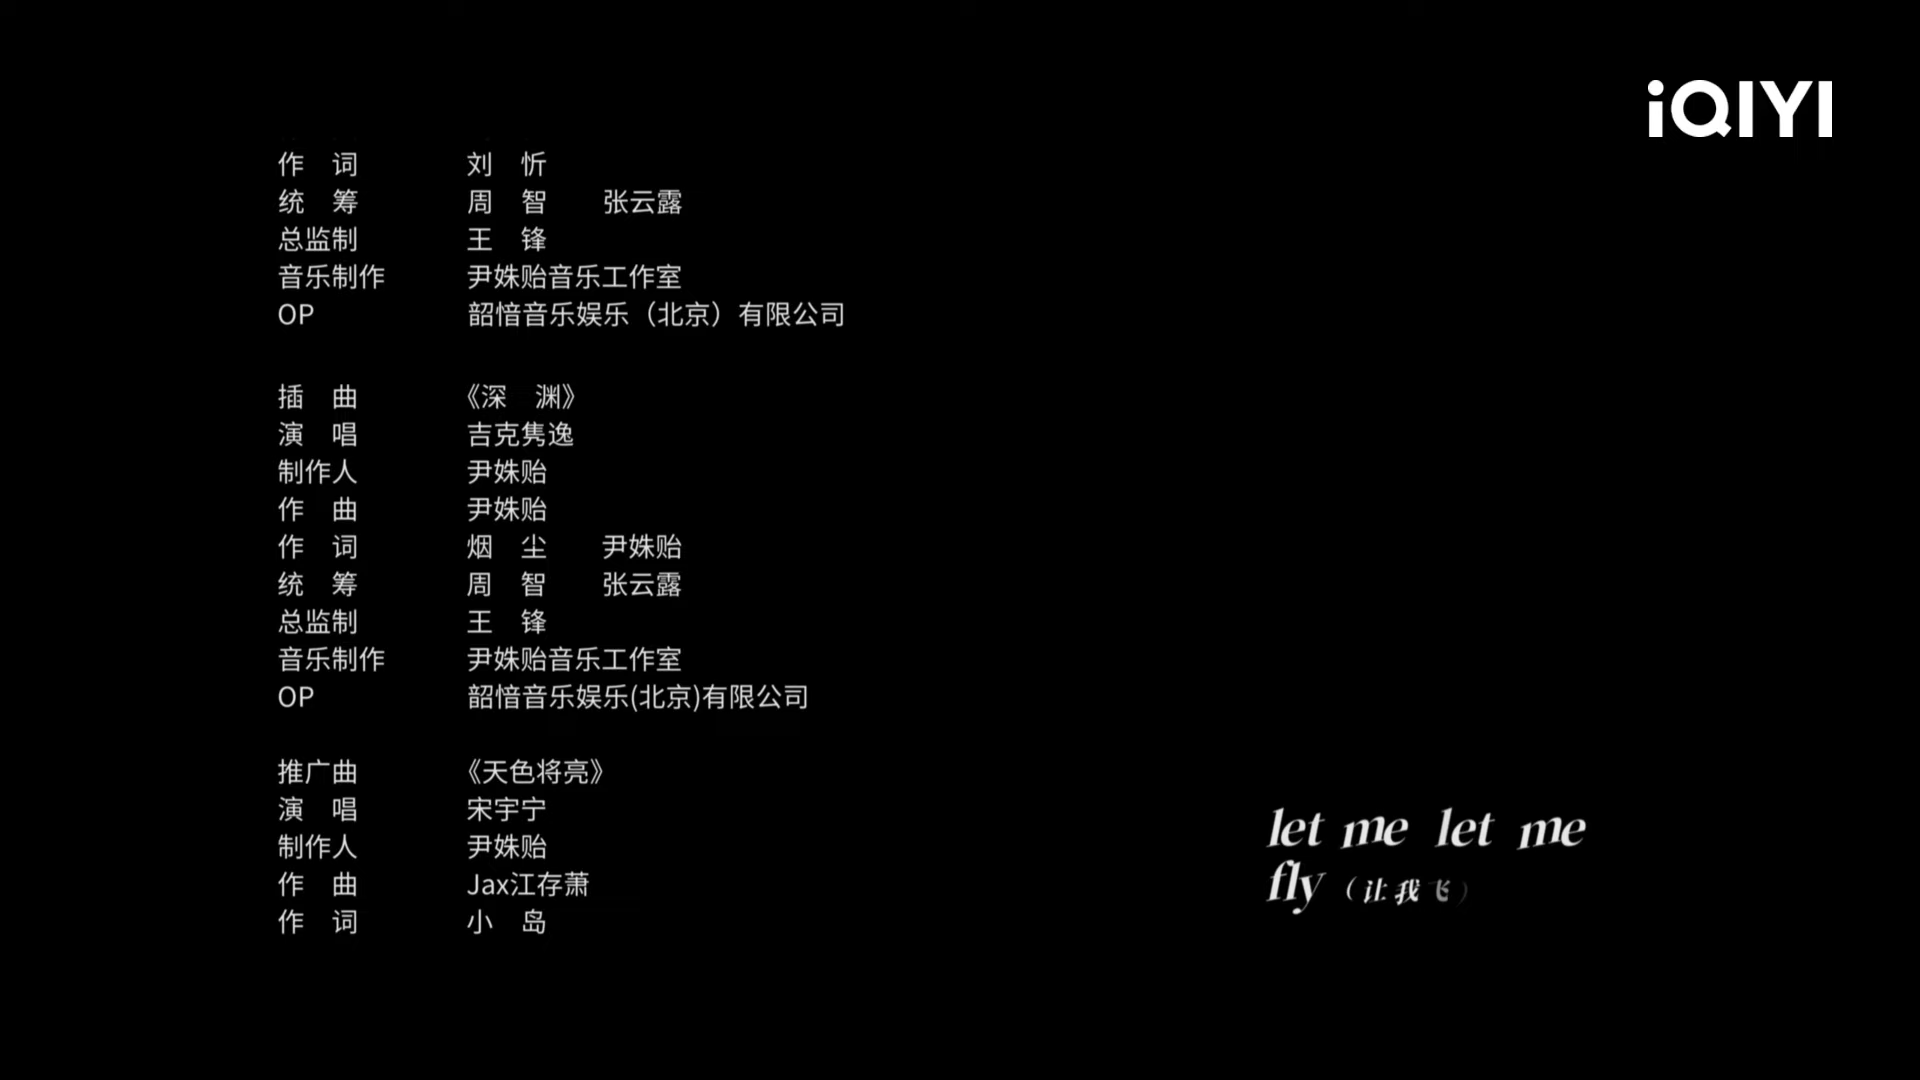 iQIYI
作 词 刘 忻
统 筹 周 智 张云露
总监制 王 锋
音乐制作 尹姝贻音乐工作室
OP 韶愔音乐娱乐（北京）有限公司
插 曲 《深 渊》
演 唱 吉克隽逸
制作人 尹姝贻
作 曲 尹姝贻
作 词 烟 尘 尹姝贻
统 筹 周 智 张云露
总监制 王 锋
音乐制作 尹姝贻音乐工作室
OP 韶愔音乐娱乐(北京)有限公司
推广曲 《天色将亮》
演 唱 宋宇宁
制作人 尹姝贻
作 曲 Jax江存萧
作 词 小 岛
let me let me
fly（让我飞）